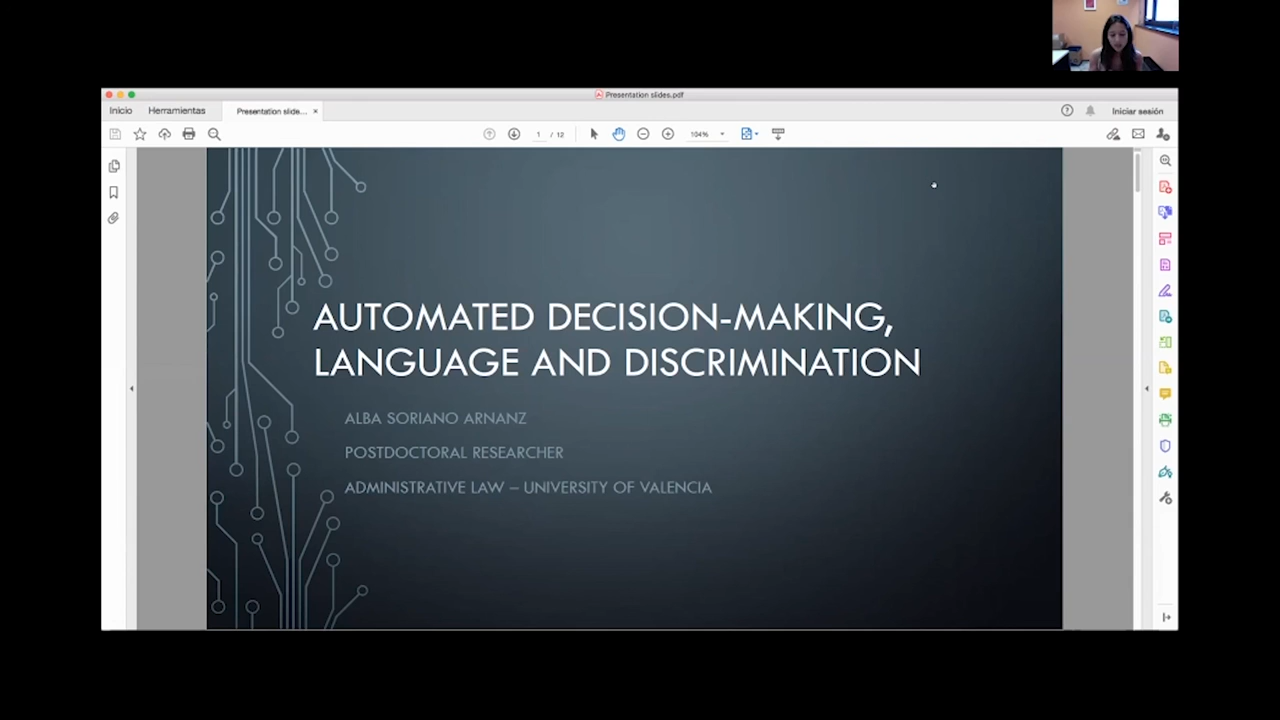 Presentation slides.pdf
Inicio Herramientas Presentation slide... × Iniciar sesión
1 / 12 104%
AUTOMATED DECISION-MAKING,
LANGUAGE AND DISCRIMINATION
ALBA SORIANO ARNANZ
POSTDOCTORAL RESEARCHER
ADMINISTRATIVE LAW – UNIVERSITY OF VALENCIA